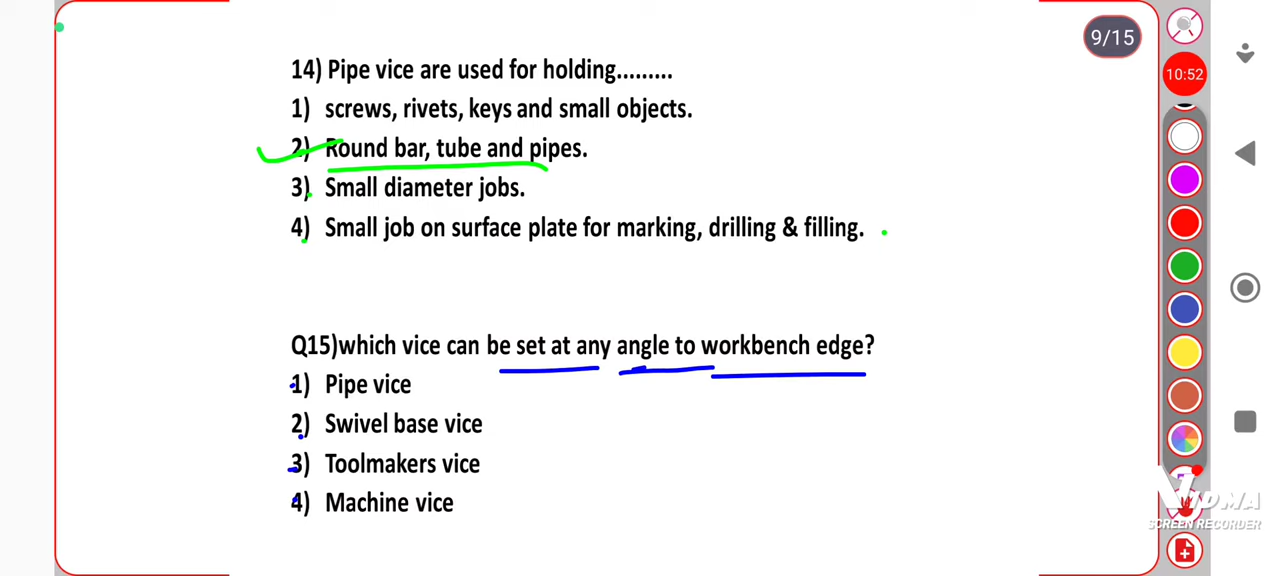 9/15
10:52
14) Pipe vice are used for holding.........
1) screws, rivets, keys and small objects.
2) Round bar, tube and pipes.
3) Small diameter jobs.
4) Small job on surface plate for marking, drilling & filling.
Q15)which vice can be set at any angle to workbench edge?
1) Pipe vice
2) Swivel base vice
3) Toolmakers vice
4) Machine vice
VIDMA
SCREEN RECORDER